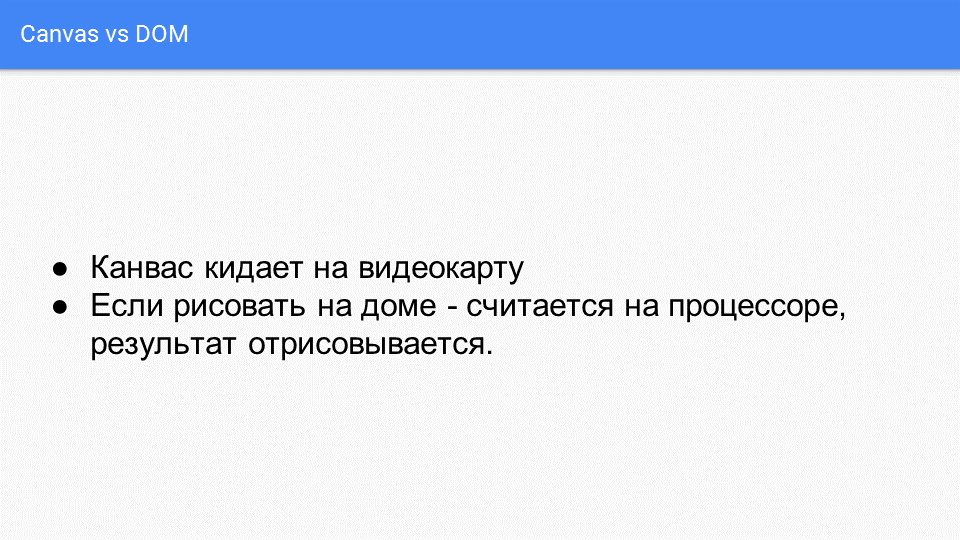 Canvas vs DOM
● Канвас кидает на видеокарту
● Если рисовать на доме - считается на процессоре,
результат отрисовывается.